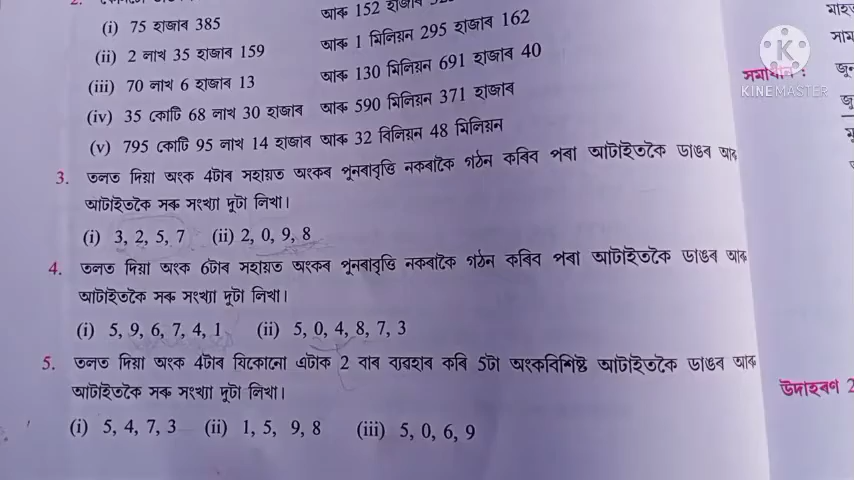 2.
(i) 75 হাজাৰ 385
আৰু 152 হাজাৰ
(ii) 2 লাখ 35 হাজাৰ 159
আৰু 1 মিলিয়ন 295 হাজাৰ 162
(iii) 70 লাখ 6 হাজাৰ 13
আৰু 130 মিলিয়ন 691 হাজাৰ 40
(iv) 35 কোটি 68 লাখ 30 হাজাৰ
আৰু 590 মিলিয়ন 371 হাজাৰ
(v) 795 কোটি 95 লাখ 14 হাজাৰ আৰু 32 বিলিয়ন 48 মিলিয়ন
3. তলত দিয়া অংক 4টাৰ সহায়ত অংকৰ পুনৰাবৃত্তি নকৰাকৈ গঠন কৰিব পৰা আটাইতকৈ ডাঙৰ আৰু
আটাইতকৈ সৰু সংখ্যা দুটা লিখা।
(i) 3, 2, 5, 7 (ii) 2, 0, 9, 8
4. তলত দিয়া অংক 6টাৰ সহায়ত অংকৰ পুনৰাবৃত্তি নকৰাকৈ গঠন কৰিব পৰা আটাইতকৈ ডাঙৰ আৰু
আটাইতকৈ সৰু সংখ্যা দুটা লিখা।
(i) 5, 9, 6, 7, 4, 1 (ii) 5, 0, 4, 8, 7, 3
5. তলত দিয়া অংক 4টাৰ যিকোনো এটাক 2 বাৰ ব্যৱহাৰ কৰি 5টা অংকবিশিষ্ট আটাইতকৈ ডাঙৰ আৰু
আটাইতকৈ সৰু সংখ্যা দুটা লিখা।
(i) 5, 4, 7, 3 (ii) 1, 5, 9, 8 (iii) 5, 0, 6, 9
সমাধান :
উদাহৰণ 2
K
KINEMASTER